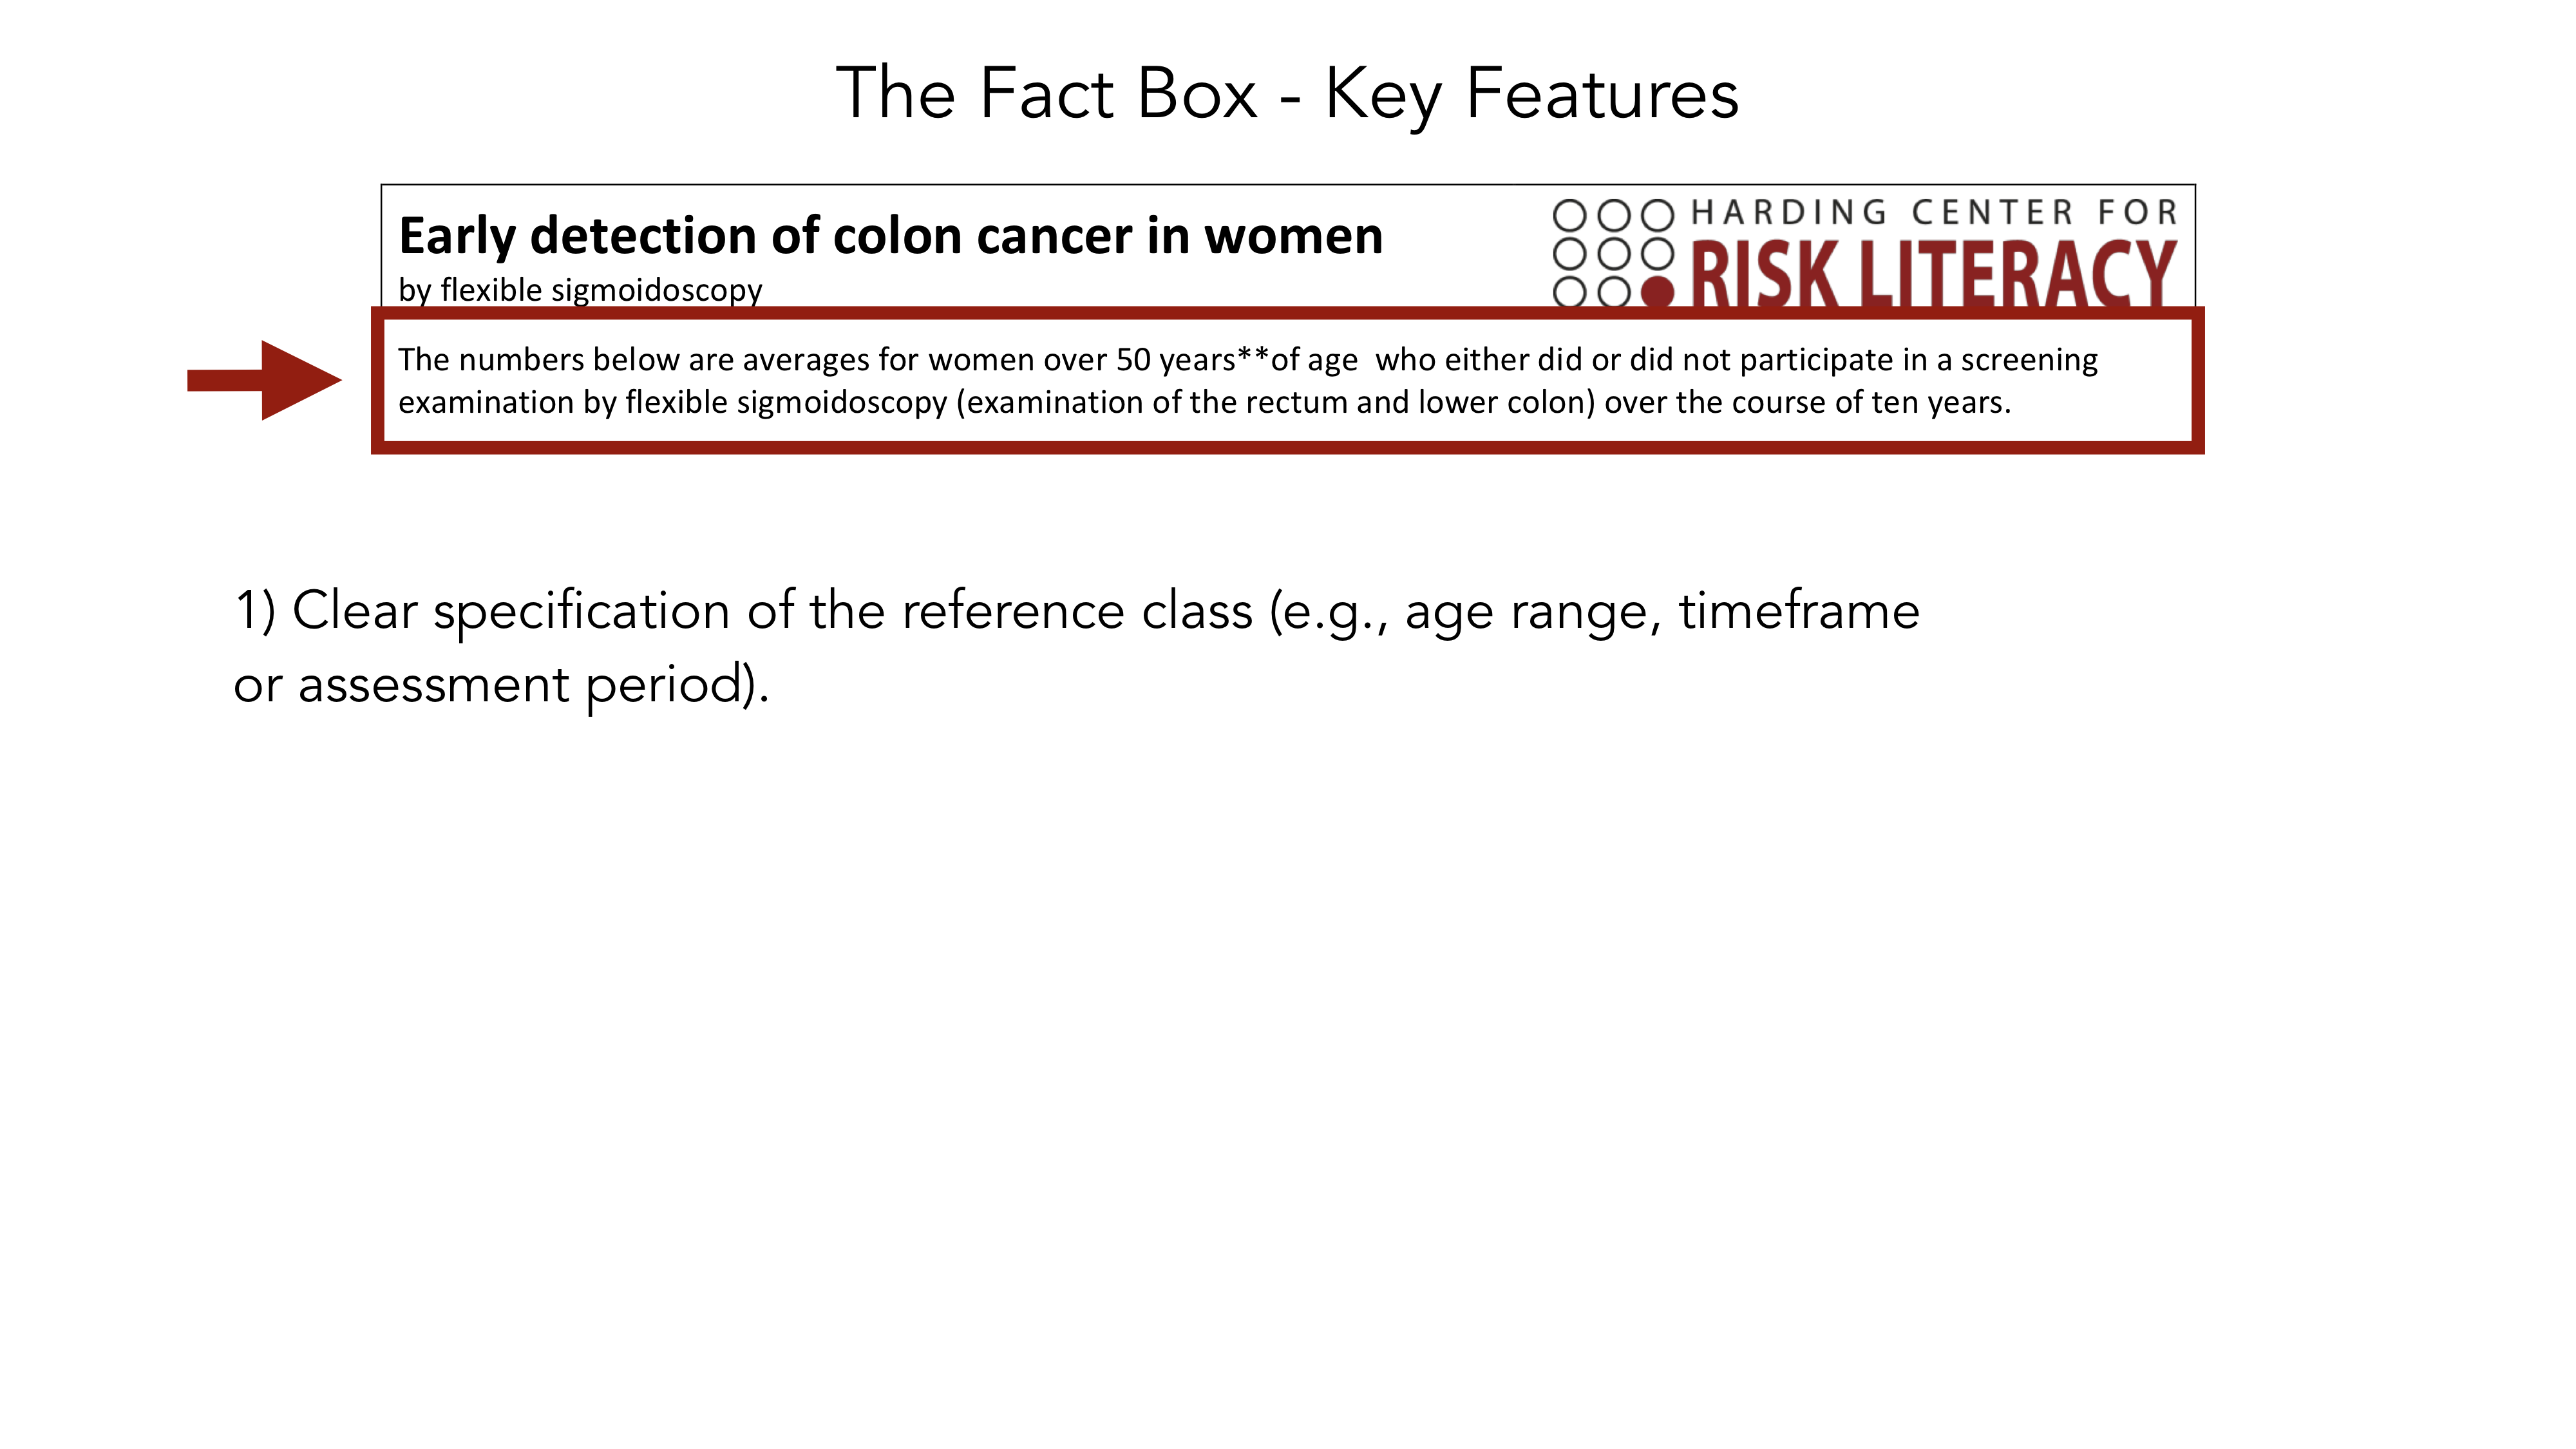 The Fact Box - Key Features
Early detection of colon cancer in women
by flexible sigmoidoscopy
HARDING CENTER FOR
RISK LITERACY
The numbers below are averages for women over 50 years**of age  who either did or did not participate in a screening
examination by flexible sigmoidoscopy (examination of the rectum and lower colon) over the course of ten years.
1) Clear specification of the reference class (e.g., age range, timeframe
or assessment period).